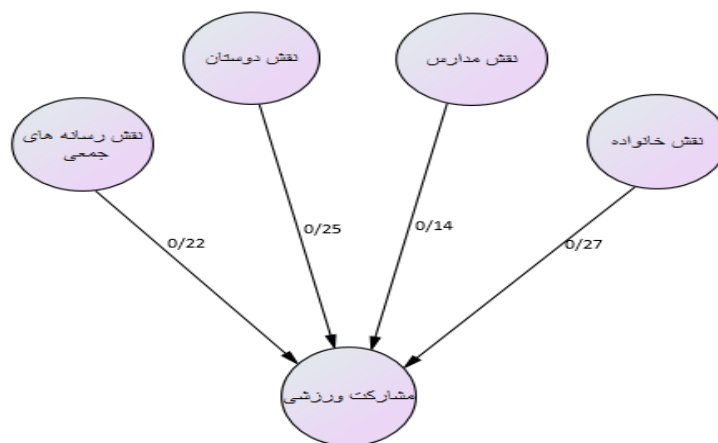 نقش مدارس
نقش دوستان
نقش خانواده
نقش رسانه های
جمعی
0/27
0/14
0/25
0/22
مشارکت ورزشی